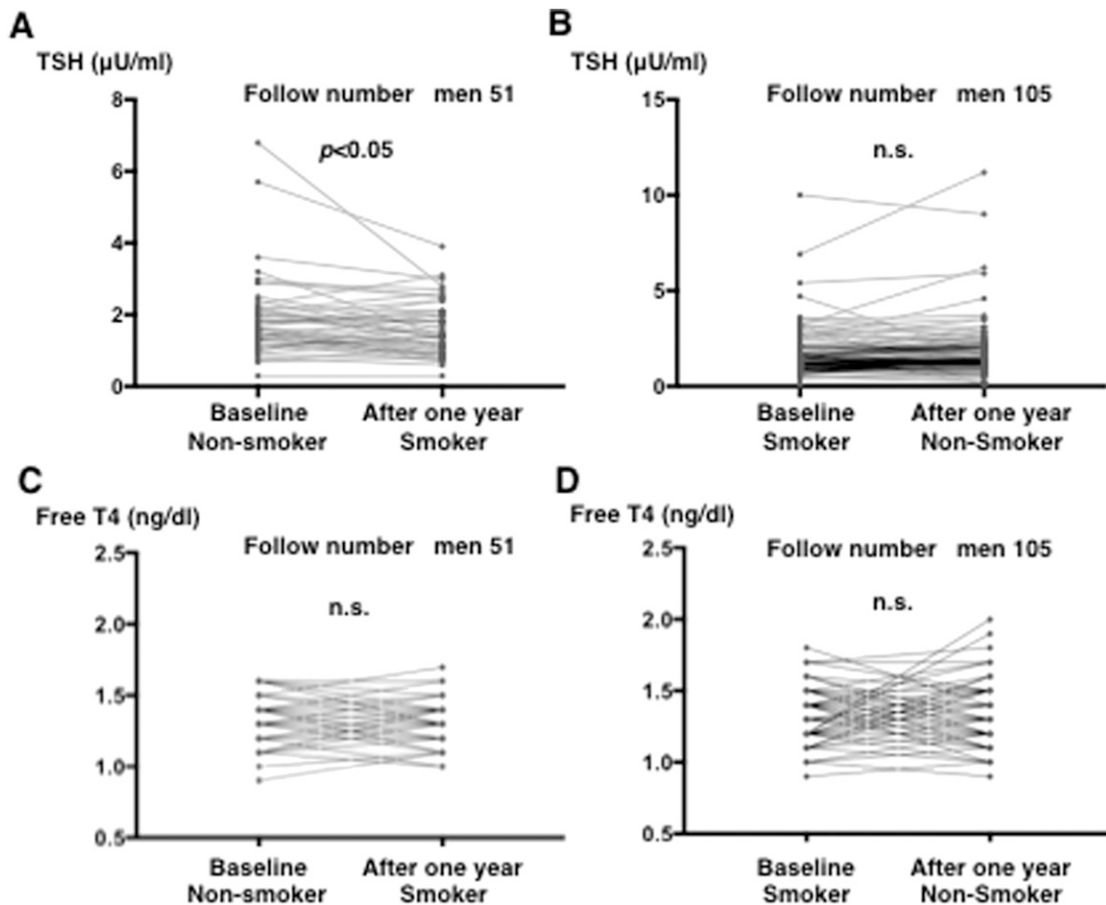 A
TSH (μU/ml)
Follow number men 51
p<0.05
8
6
4
2
0
Baseline
Non-smoker
After one year
Smoker
B
TSH (μU/ml)
Follow number men 105
n.s.
15
10
5
0
Baseline
Smoker
After one year
Non-Smoker
C
Free T4 (ng/dl)
Follow number men 51
n.s.
2.5
2.0
1.5
1.0
0.5
Baseline
Non-smoker
After one year
Smoker
D
Free T4 (ng/dl)
Follow number men 105
n.s.
2.5
2.0
1.5
1.0
0.5
Baseline
Smoker
After one year
Non-Smoker